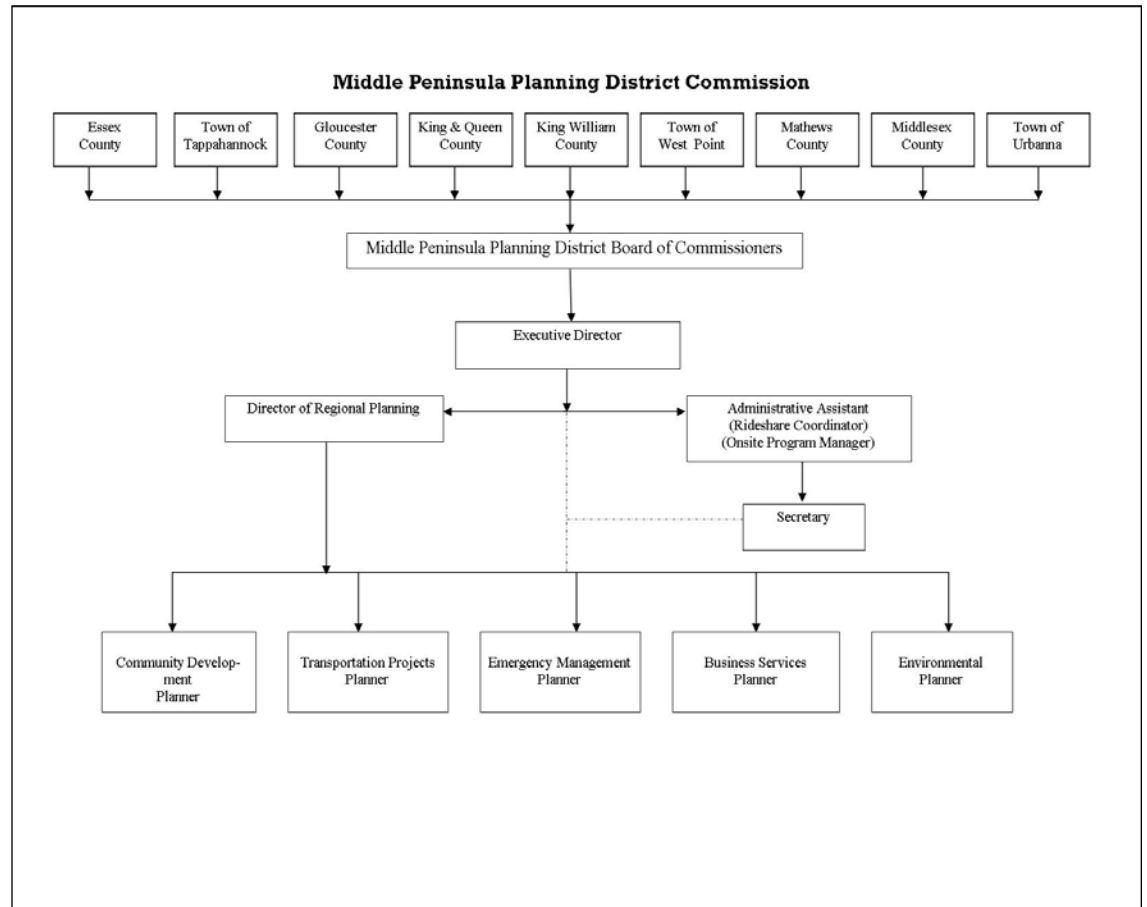 Middle Peninsula Planning District Commission
Essex
County
Town of
Tappahannock
Gloucester
County
King & Queen
County
King William
County
Town of
West Point
Mathews
County
Middlesex
County
Town of
Urbanna
Middle Peninsula Planning District Board of Commissioners
Executive Director
Director of Regional Planning
Administrative Assistant
(Rideshare Coordinator)
(Onsite Program Manager)
Secretary
Community Develop-
ment
Planner
Transportation Projects
Planner
Emergency Management
Planner
Business Services
Planner
Environmental
Planner